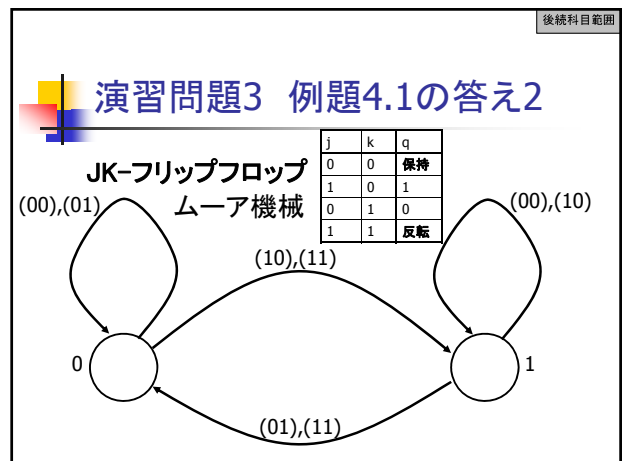 後続科目範囲
演習問題3 例題4.1の答え2
JK-フリップフロップ
ムーア機械
j k q
0 0 保持
1 0 1
0 1 0
1 1 反転
(00),(01)
(00),(10)
(10),(11)
0
1
(01),(11)